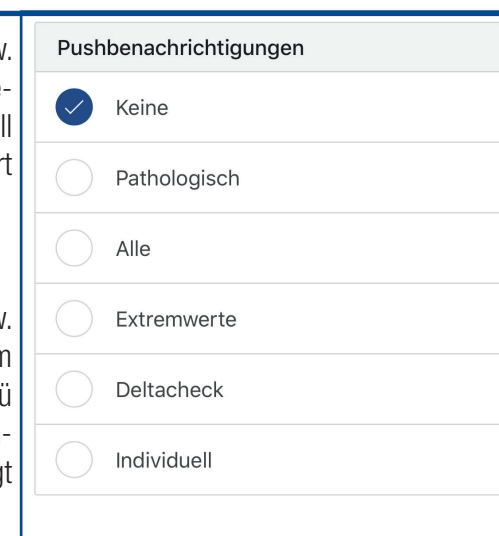 Pushbenachrichtigungen
Keine
Pathologisch
Alle
Extremwerte
Deltacheck
Individuell